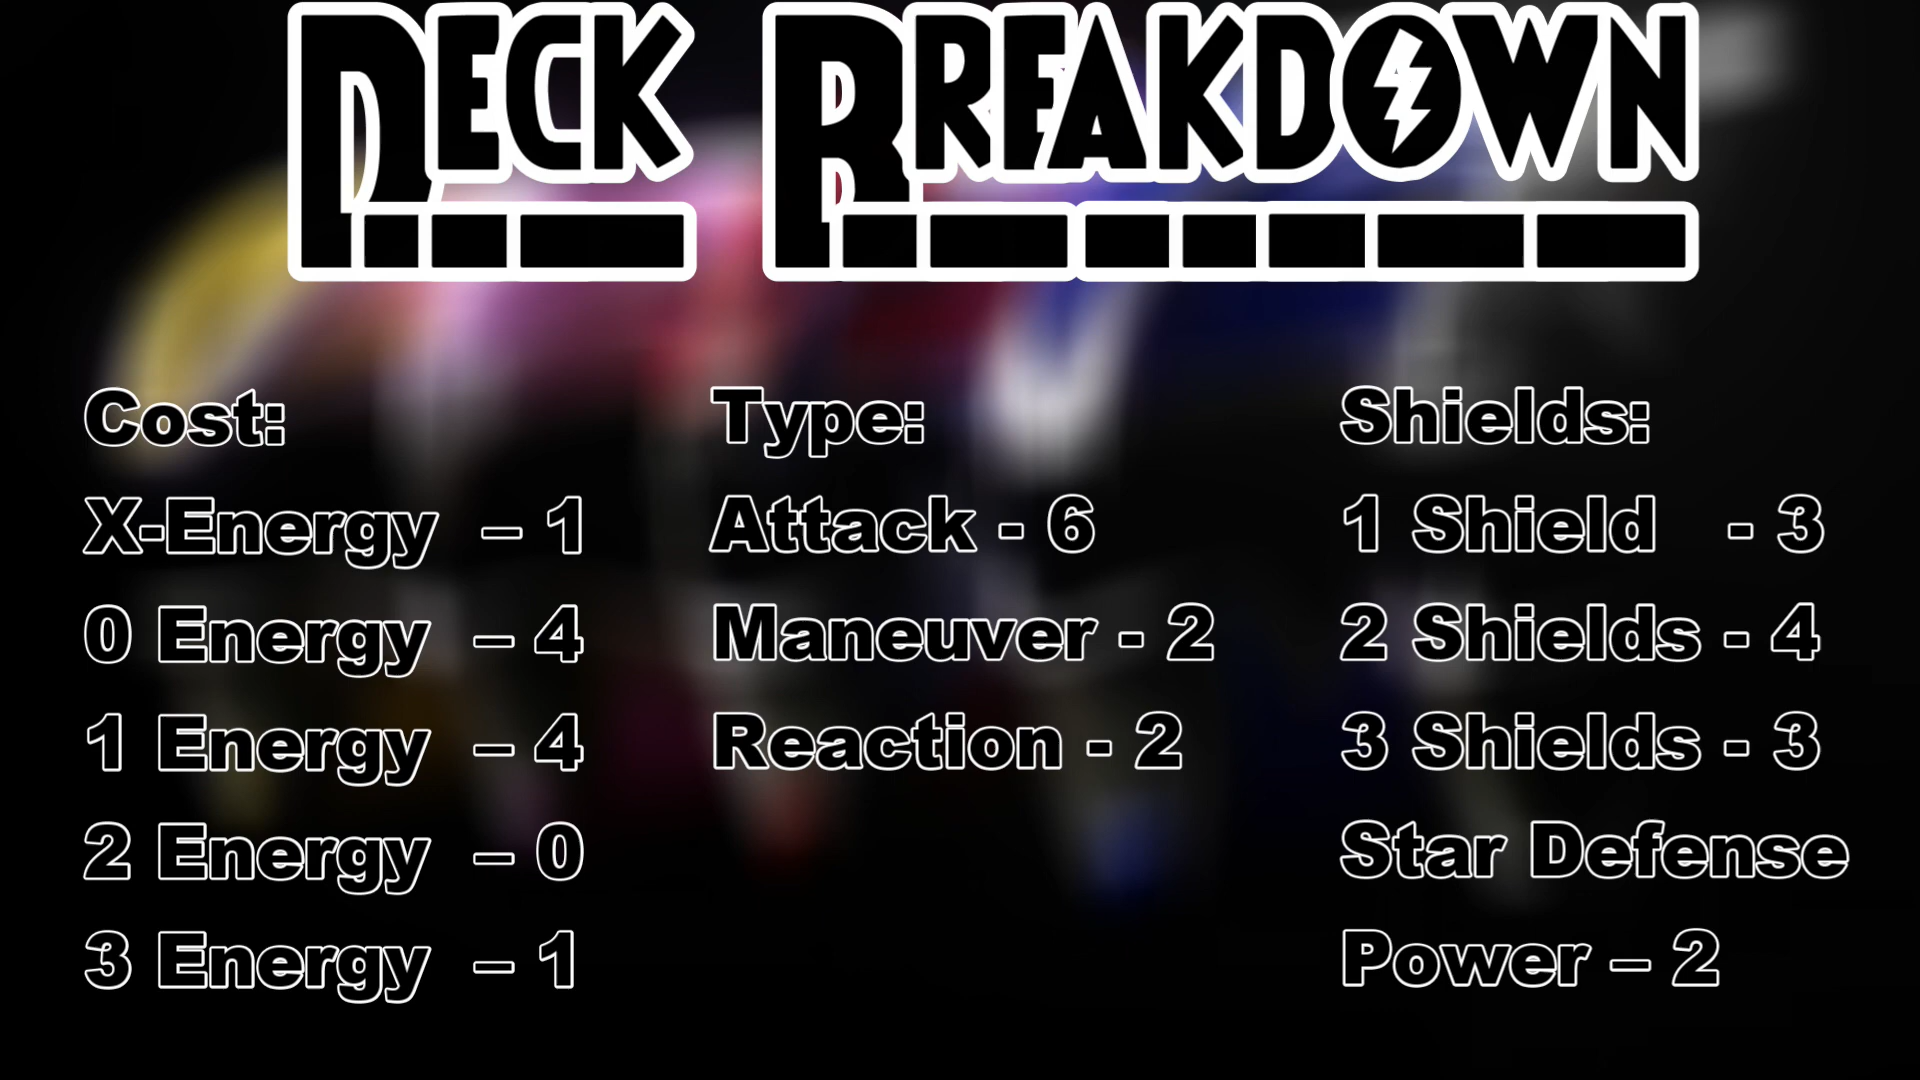 Deck Breakdown
Cost:
X-Energy – 1
0 Energy – 4
1 Energy – 4
2 Energy – 0
3 Energy – 1
Type:
Attack - 6
Maneuver - 2
Reaction - 2
Shields:
1 Shield - 3
2 Shields - 4
3 Shields - 3
Star Defense
Power – 2